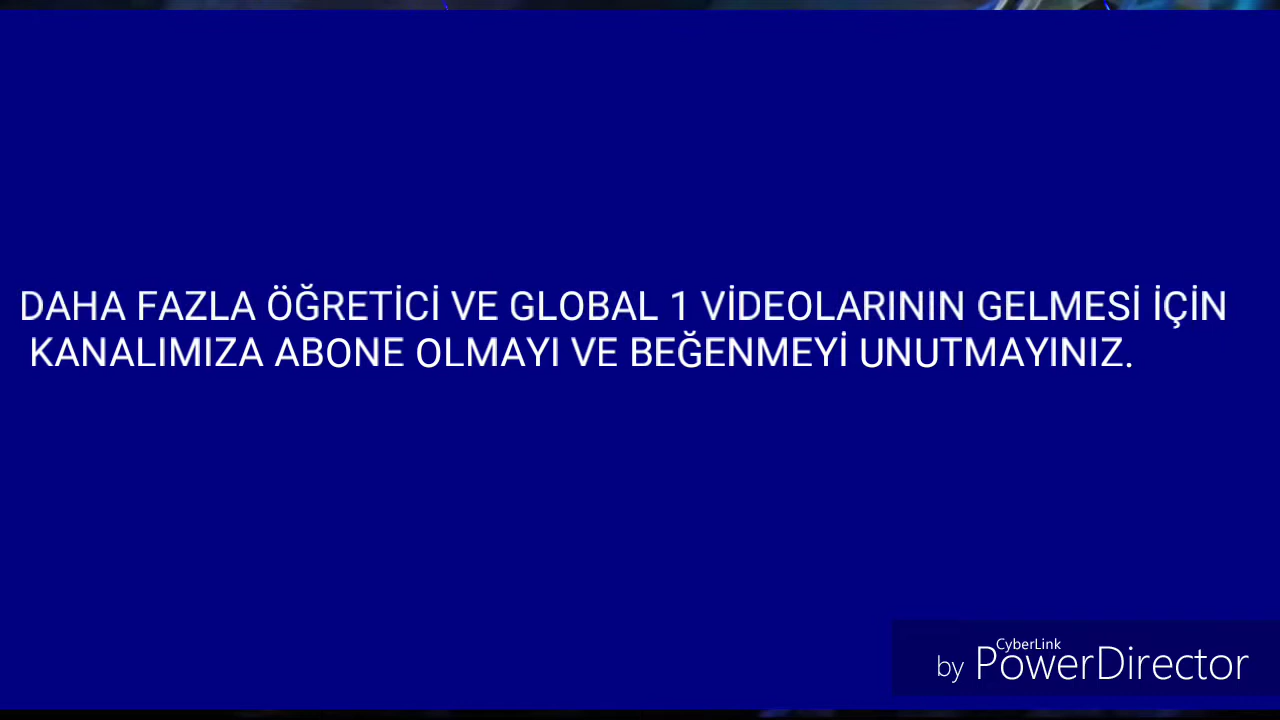 DAHA FAZLA ÖĞRETİCİ VE GLOBAL 1 VİDEOLARININ GELMESİ İÇİN
KANALIMIZA ABONE OLMAYI VE BEĞENMEYİ UNUTMAYINIZ.
CyberLink
by PowerDirector